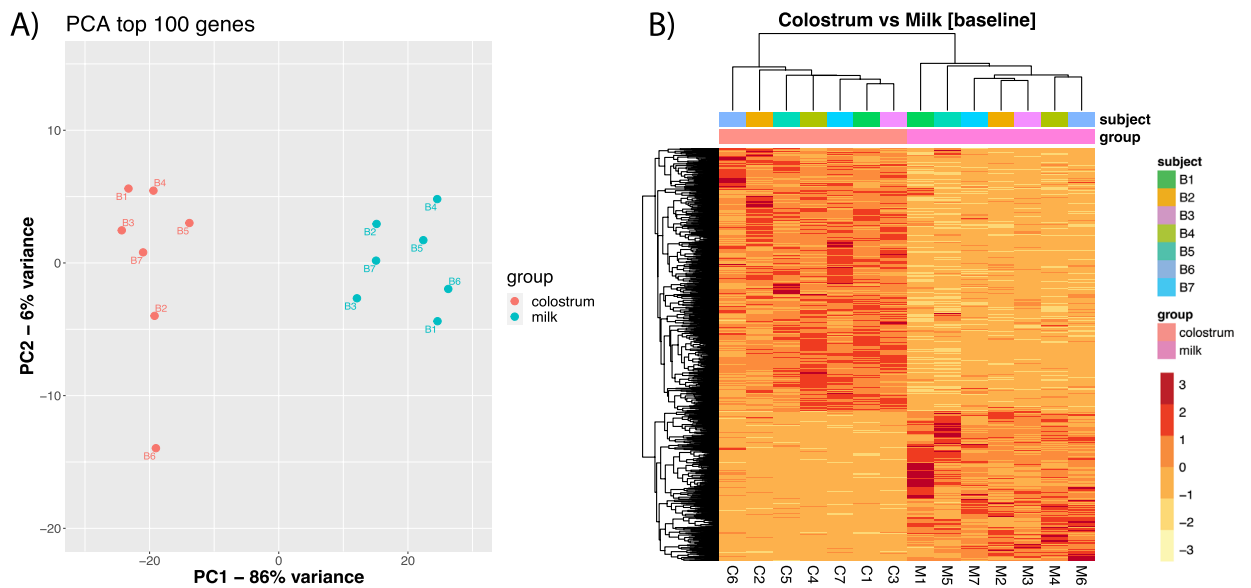 A)
PCA top 100 genes
10
0
−10
−20
PC2 − 6% variance
B1
B4
B3
B5
B7
B2
B6
B4
B2
B5
B7
B6
B3
B1
−20
0
20
PC1 − 86% variance
group
colostrum
milk
B)
Colostrum vs Milk [baseline]
subject
group
C6 C2 C5 C4 C7 C1 C3 M1 M5 M7 M2 M3 M4 M6
subject
B1
B2
B3
B4
B5
B6
B7
group
colostrum
milk
3
2
1
0
−1
−2
−3